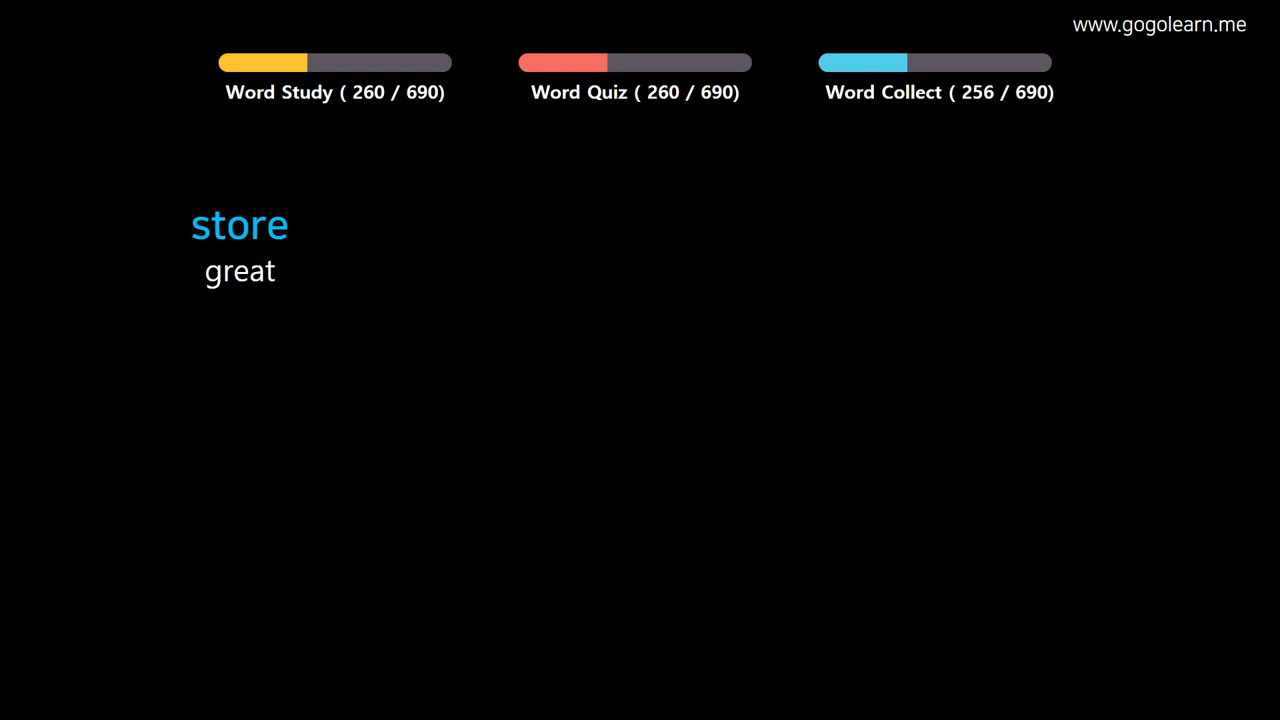 www.gogolearn.me
Word Study ( 260 / 690)
Word Quiz ( 260 / 690)
Word Collect ( 256 / 690)
store
great